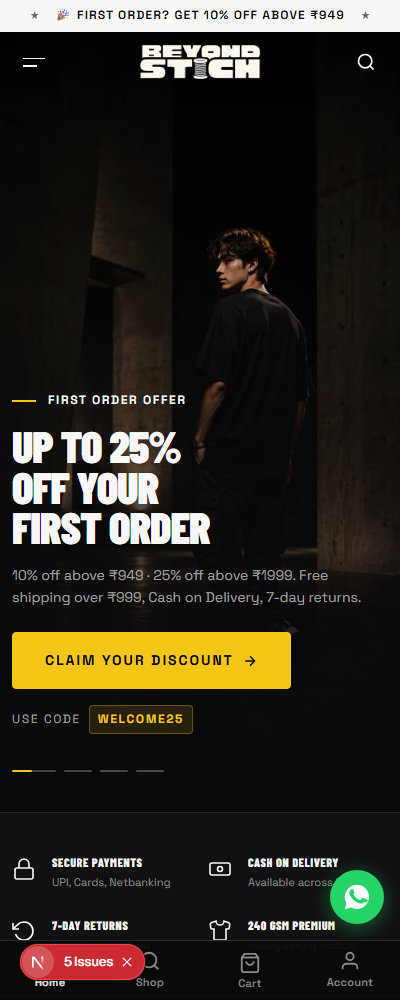 ★ 🎉 FIRST ORDER? GET 10% OFF ABOVE ₹949 ★
BEYOND
STICH
FIRST ORDER OFFER
UP TO 25%
OFF YOUR
FIRST ORDER
10% off above ₹949 · 25% off above ₹1999. Free
shipping over ₹999, Cash on Delivery, 7-day returns.
CLAIM YOUR DISCOUNT →
USE CODE WELCOME25
SECURE PAYMENTS
UPI, Cards, Netbanking
CASH ON DELIVERY
Available across
7-DAY RETURNS
240 GSM PREMIUM
N 5 Issues ×
Home
Shop
Cart
Account